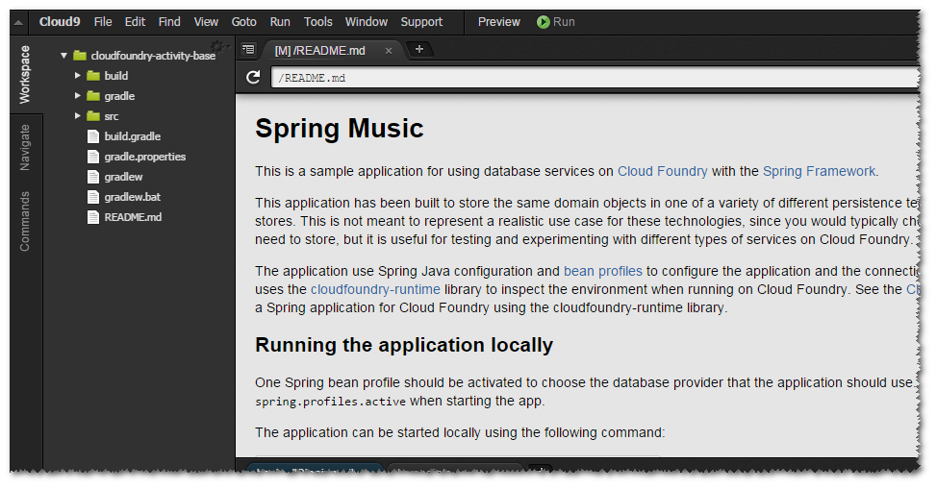 Cloud9 File Edit Find View Goto Run Tools Window Support Preview Run
Workspace
Navigate
Commands
cloudfoundry-activity-base
build
gradle
src
build.gradle
gradle.properties
gradlew
gradlew.bat
README.md
[M] /README.md
/README.md
Spring Music
This is a sample application for using database services on Cloud Foundry with the Spring Framework.
This application has been built to store the same domain objects in one of a variety of different persistence
stores. This is not meant to represent a realistic use case for these technologies, since you would typically
need to store, but it is useful for testing and experimenting with different types of services on Cloud Foundry.
The application use Spring Java configuration and bean profiles to configure the application and the
uses the cloudfoundry-runtime library to inspect the environment when running on Cloud Foundry. See the
a Spring application for Cloud Foundry using the cloudfoundry-runtime library.
Running the application locally
One Spring bean profile should be activated to choose the database provider that the application should use.
spring.profiles.active when starting the app.
The application can be started locally using the following command: